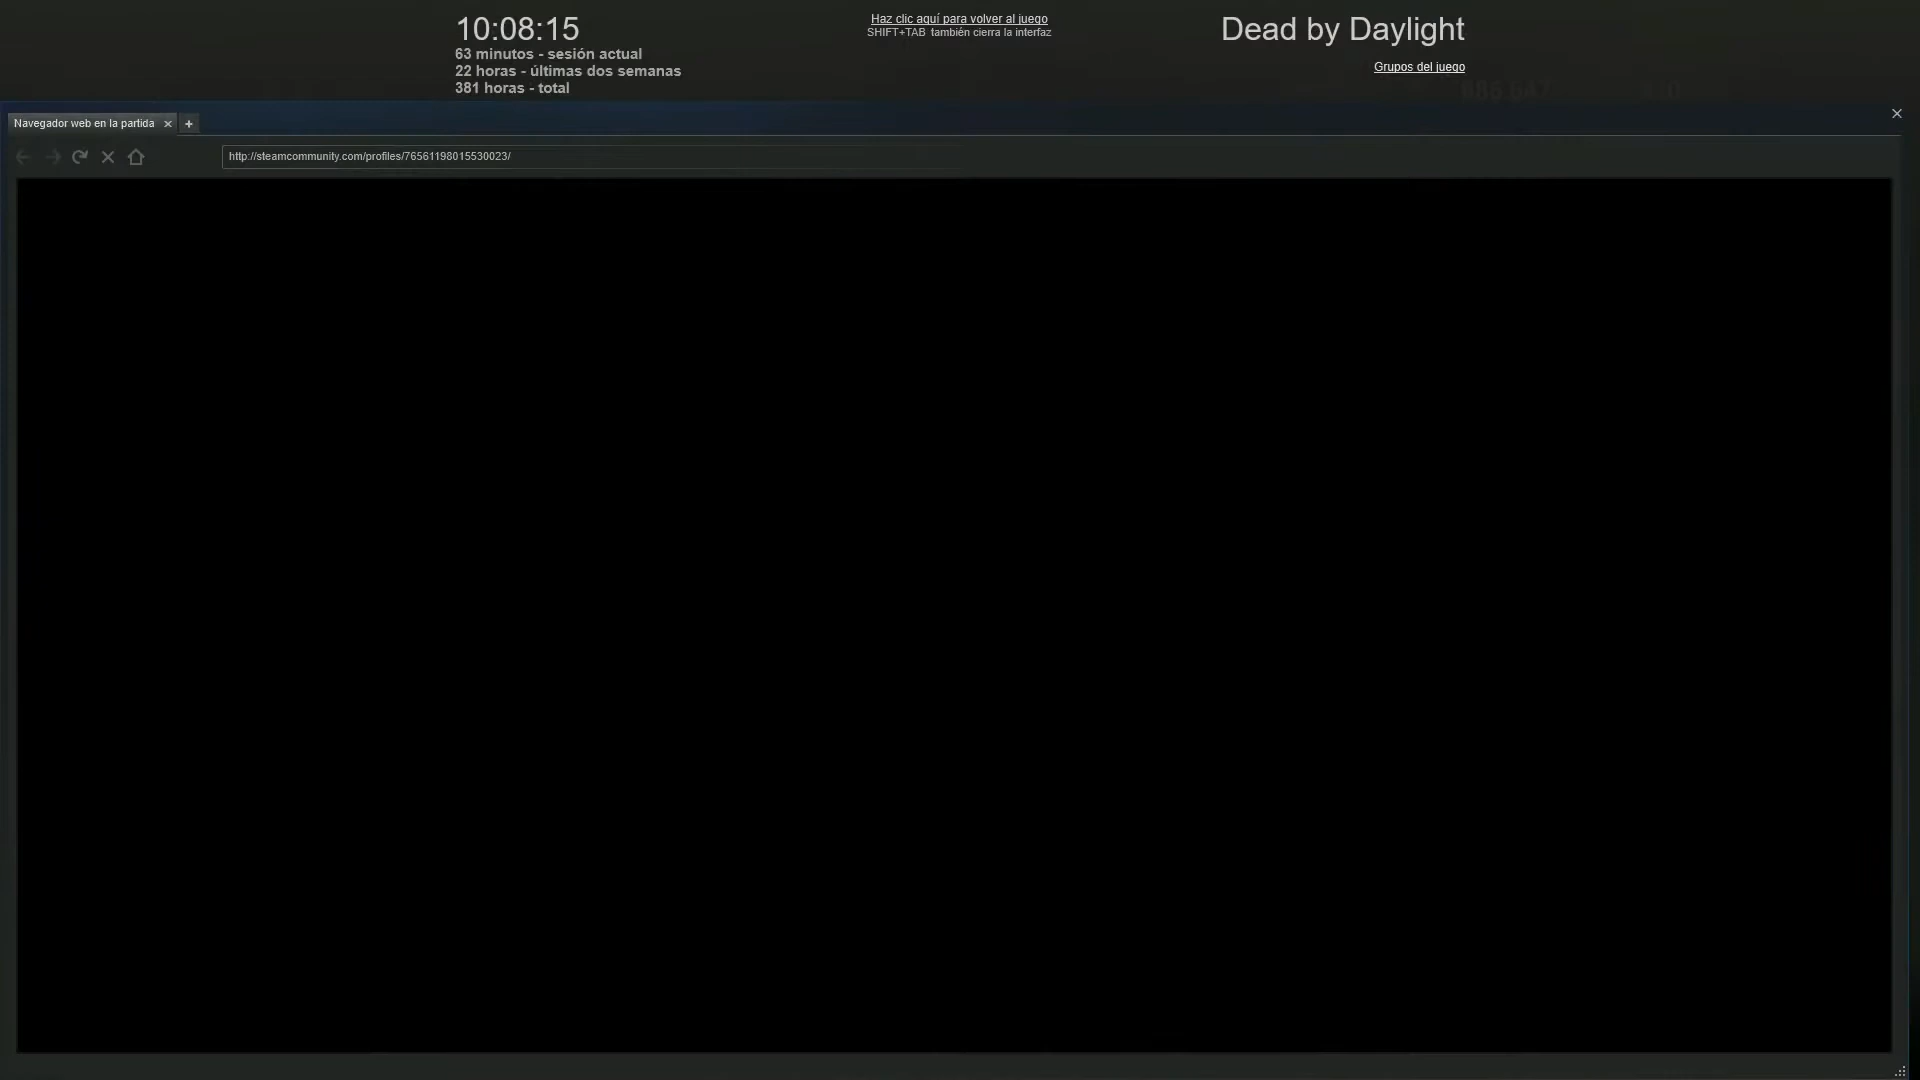 10:08:15
63 minutos - sesión actual
22 horas - últimas dos semanas
381 horas - total
Haz clic aquí para volver al juego
SHIFT+TAB también cierra la interfaz
Dead by Daylight
Grupos del juego
Navegador web en la partida
http://steamcommunity.com/profiles/76561198015530023/